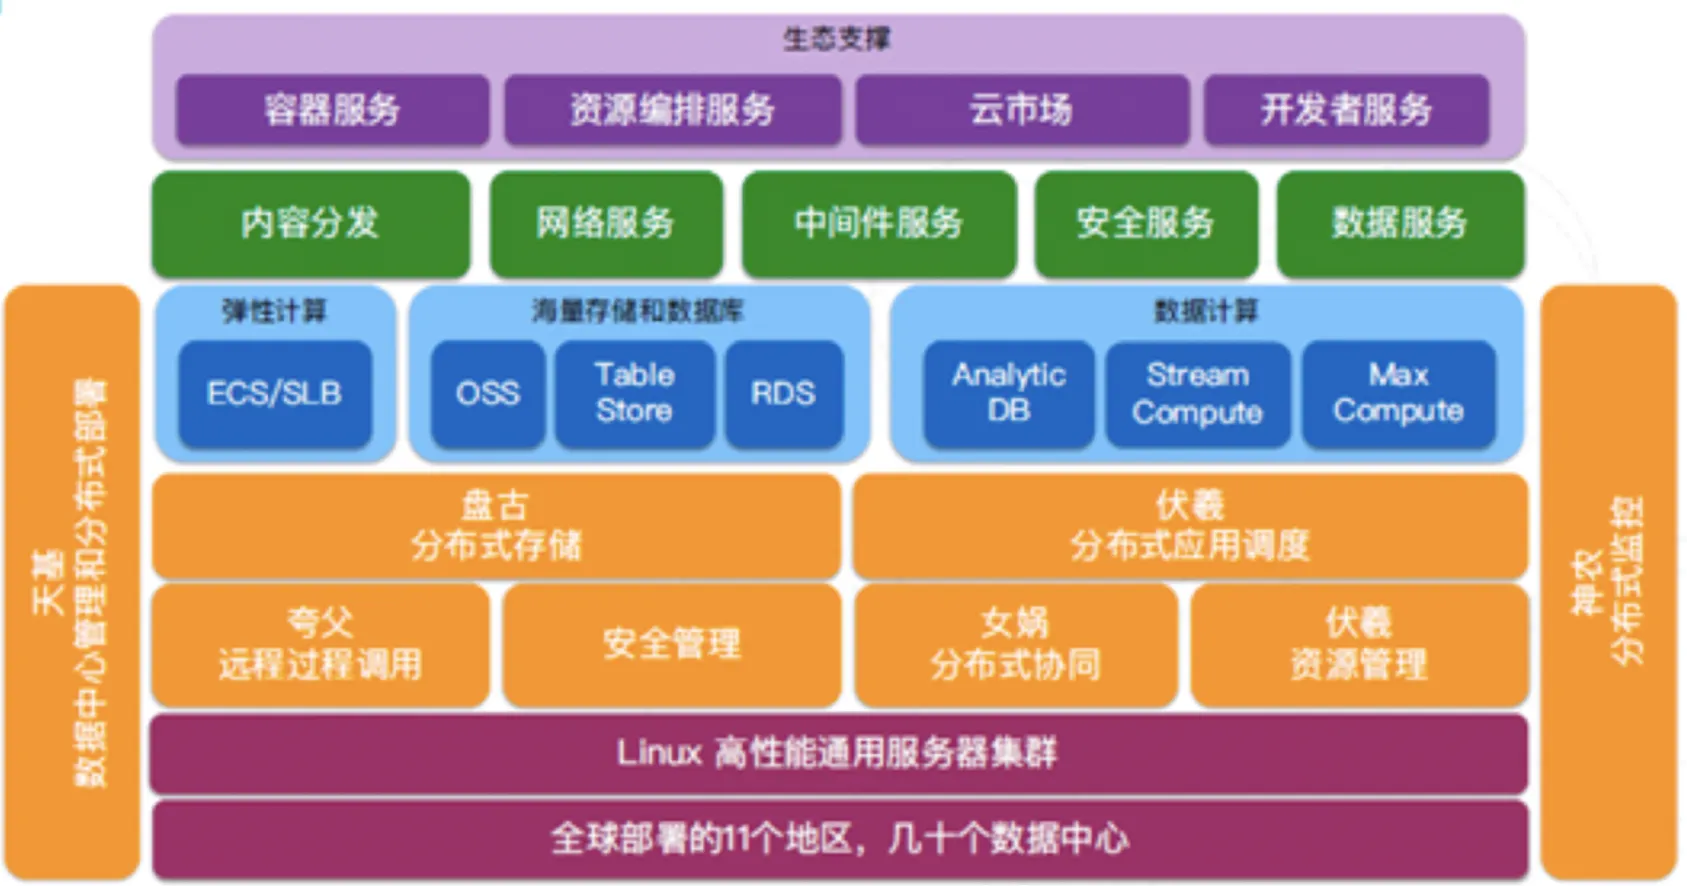 生态支撑
容器服务
资源编排服务
云市场
开发者服务
内容分发
网络服务
中间件服务
安全服务
数据服务
天基
数据中心管理和分布式部署
弹性计算
ECS/SLB
海量存储和数据库
OSS
Table
Store
RDS
数据计算
Analytic
DB
Stream
Compute
Max
Compute
神农
分布式监控
盘古
分布式存储
伏羲
分布式应用调度
夸父
远程过程调用
安全管理
女娲
分布式协同
伏羲
资源管理
Linux 高性能通用服务器集群
全球部署的11个地区，几十个数据中心